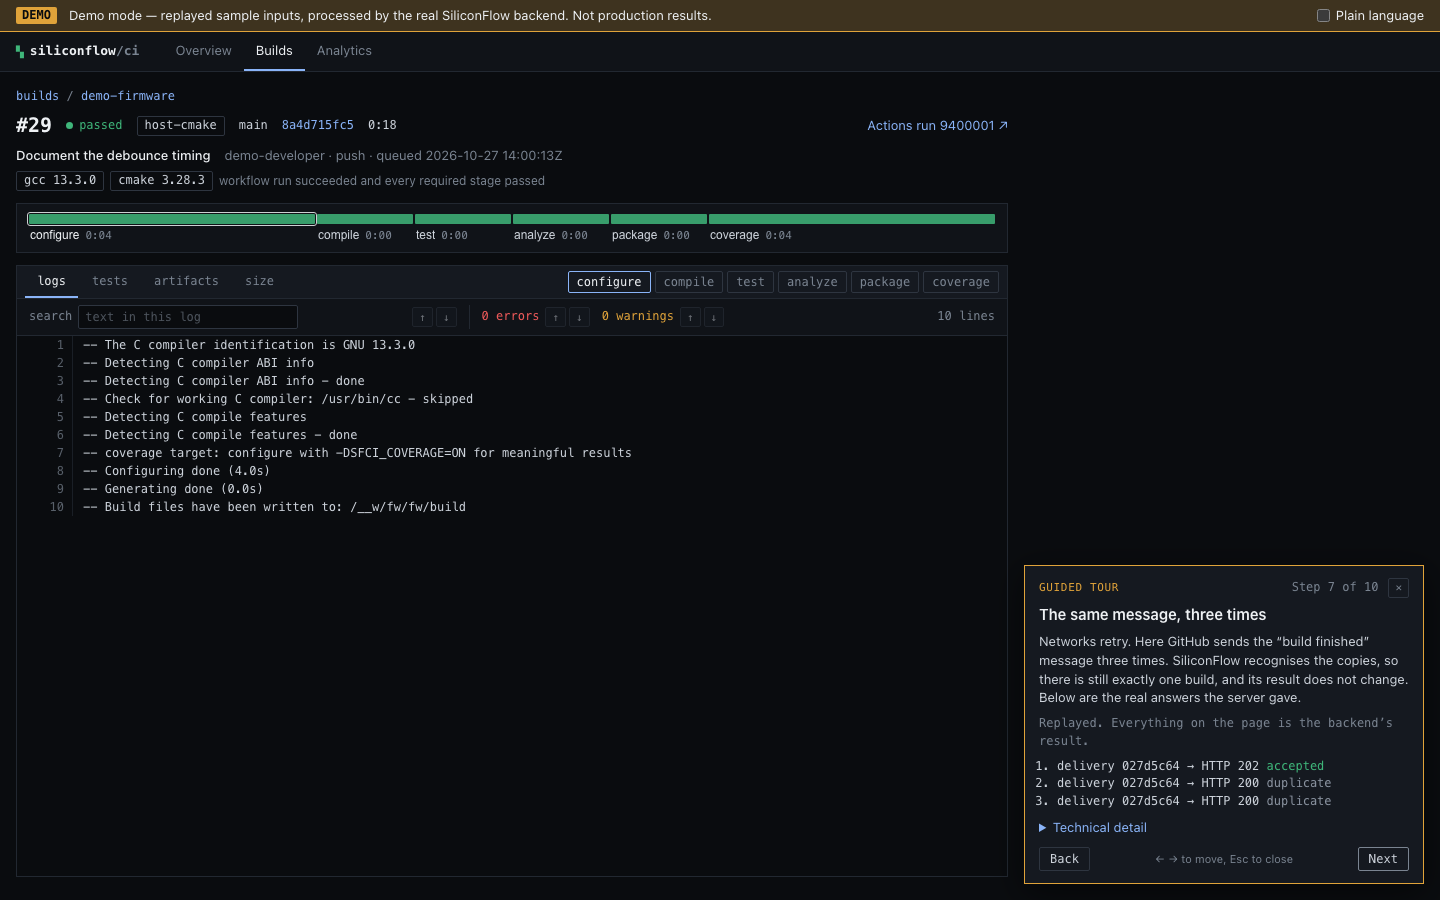 DEMO Demo mode — replayed sample inputs, processed by the real SiliconFlow backend. Not production results. Plain language
siliconflow/ci Overview Builds Analytics
builds / demo-firmware
#29 passed host-cmake main 8a4d715fc5 0:18 Actions run 9400001 ↗
Document the debounce timing demo-developer · push · queued 2026-10-27 14:00:13Z
gcc 13.3.0 cmake 3.28.3 workflow run succeeded and every required stage passed
configure 0:04 compile 0:00 test 0:00 analyze 0:00 package 0:00 coverage 0:04
logs tests artifacts size configure compile test analyze package coverage
search text in this log ↑ ↓ 0 errors ↑ ↓ 0 warnings ↑ ↓ 10 lines
1 -- The C compiler identification is GNU 13.3.0
2 -- Detecting C compiler ABI info
3 -- Detecting C compiler ABI info - done
4 -- Check for working C compiler: /usr/bin/cc - skipped
5 -- Detecting C compile features
6 -- Detecting C compile features - done
7 -- coverage target: configure with -DSFCI_COVERAGE=ON for meaningful results
8 -- Configuring done (4.0s)
9 -- Generating done (0.0s)
10 -- Build files have been written to: /__w/fw/fw/build
GUIDED TOUR Step 7 of 10 ×
The same message, three times
Networks retry. Here GitHub sends the “build finished”
message three times. SiliconFlow recognises the copies, so
there is still exactly one build, and its result does not change.
Below are the real answers the server gave.
Replayed. Everything on the page is the backend’s
result.
1. delivery 027d5c64 → HTTP 202 accepted
2. delivery 027d5c64 → HTTP 200 duplicate
3. delivery 027d5c64 → HTTP 200 duplicate
▶ Technical detail
Back ← → to move, Esc to close Next